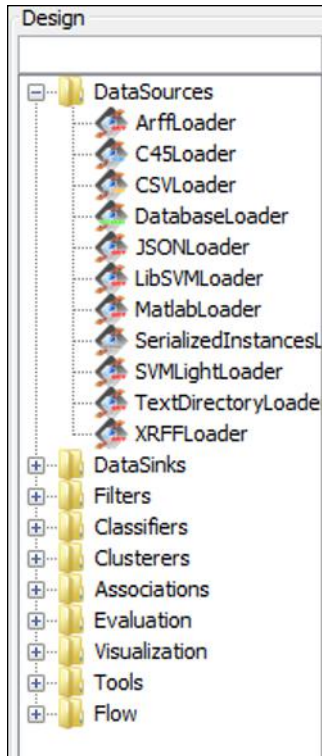 Design
DataSources
ArffLoader
C45Loader
CSVLoader
DatabaseLoader
JSONLoader
LibSVMLoader
MatlabLoader
SerializedInstancesL
SVMLightLoader
TextDirectoryLoade
XRFFLoader
DataSinks
Filters
Classifiers
Clusterers
Associations
Evaluation
Visualization
Tools
Flow